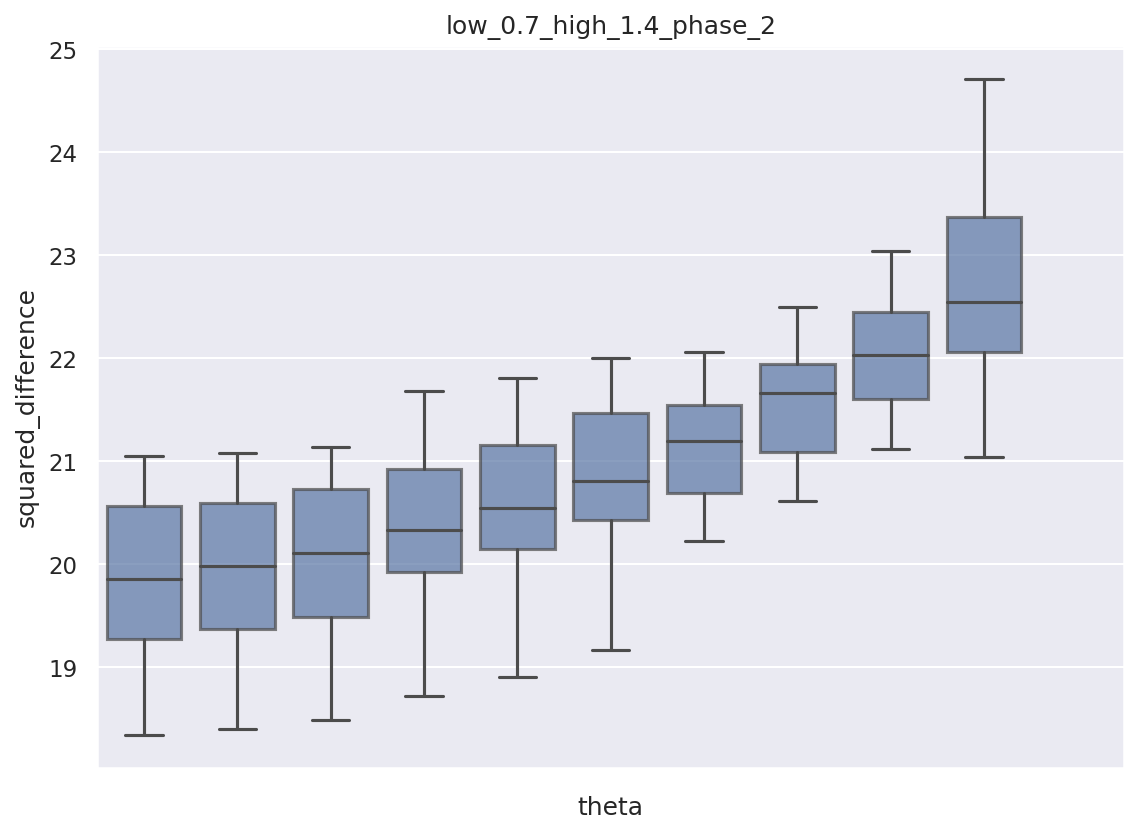 low_0.7_high_1.4_phase_2
25
24
23
22
21
20
19
squared_difference
theta